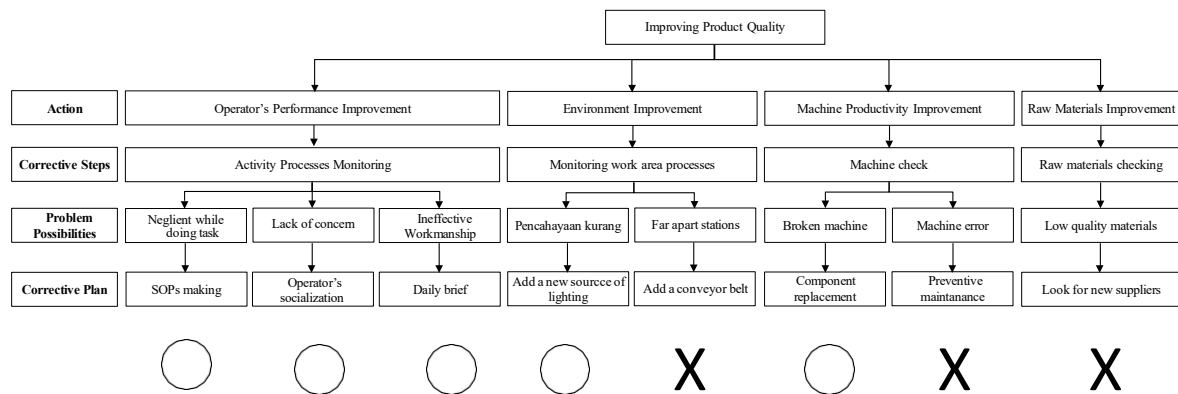 Improving Product Quality
Action
Operator's Performance Improvement
Environment Improvement
Machine Productivity Improvement
Raw Materials Improvement
Corrective Steps
Activity Processes Monitoring
Monitoring work area processes
Machine check
Raw materials checking
Problem
Possibilities
Neglient while
doing task
Lack of concern
Ineffective
Workmanship
Pencahayaan kurang
Far apart stations
Broken machine
Machine error
Low quality materials
Corrective Plan
SOPs making
Operator's
socialization
Daily brief
Add a new sourcce of
lighting
Add a conveyor belt
Component
replacement
Preventive
maintanance
Look for new suppliers
X
X
X